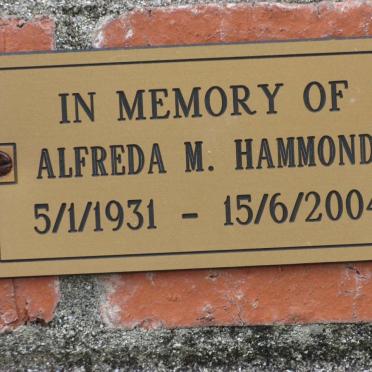 IN MEMORY OF
ALFREDA M. HAMMOND
5/1/1931 - 15/6/2004